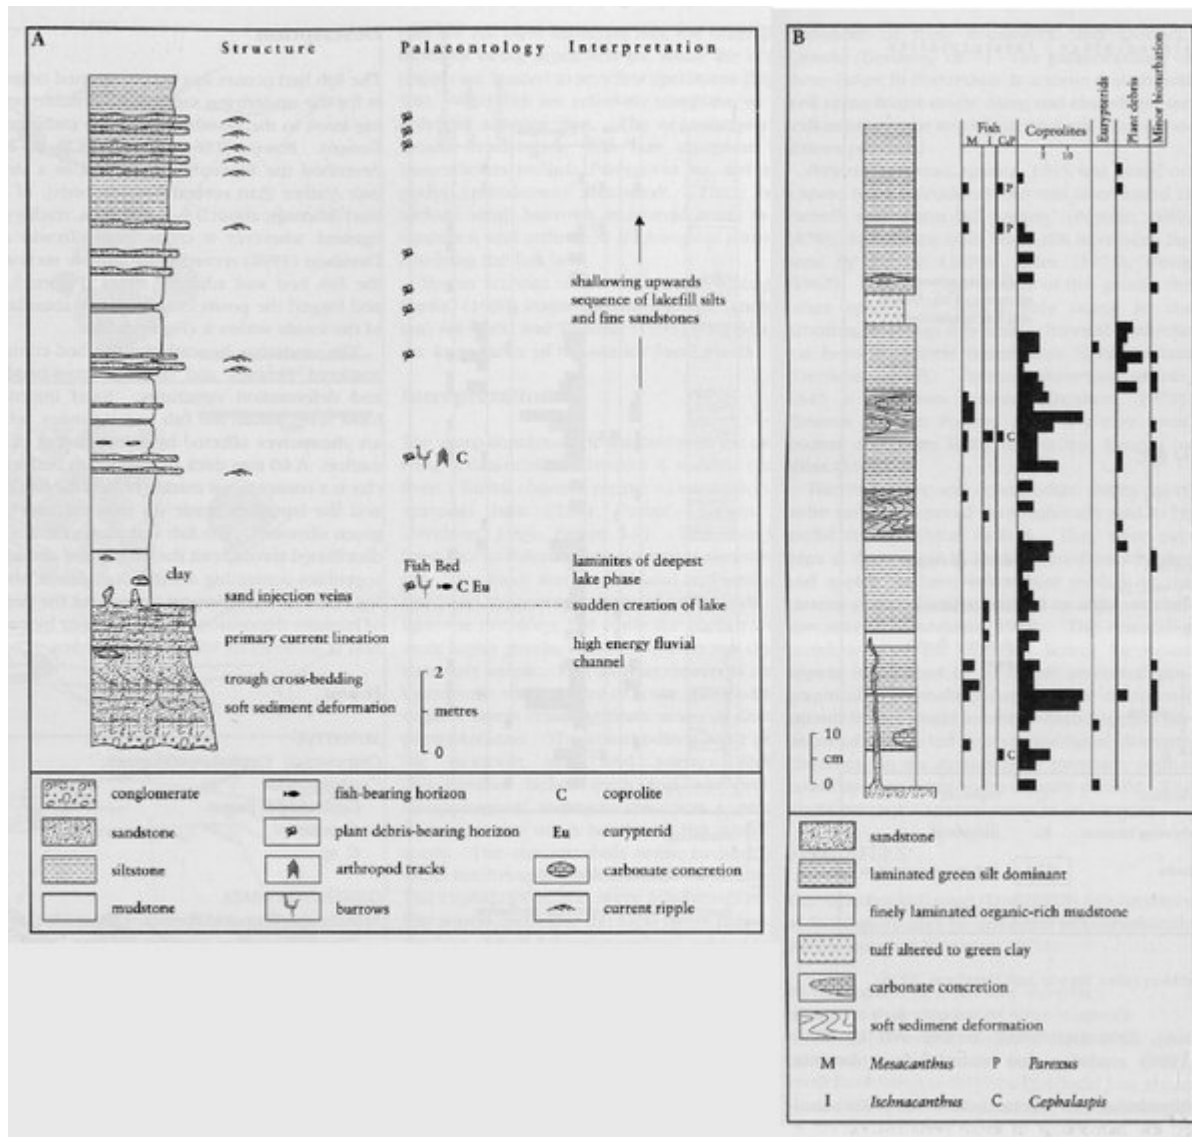 A
Structure Palaeontology Interpretation
shallowing upwards
sequence of lakefill silts
and fine sandstones
C
clay
Fish Bed
C Eu
laminites of deepest
lake phase
sand injection veins
sudden creation of lake
primary current lineation
high energy fluvial
channel
trough cross-bedding
soft sediment deformation
2
metres
0
conglomerate
fish-bearing horizon
C coprolite
sandstone
plant debris-bearing horizon
Eu eurypterid
siltstone
arthropod tracks
carbonate concretion
mudstone
burrows
current ripple
B
Fish
M I C,P
Coprolites
5 10
Eurypterids
Plant debris
Minor bioturbation
P
P
C
C
10
cm
0
sandstone
laminated green silt dominant
finely laminated organic-rich mudstone
tuff altered to green clay
carbonate concretion
soft sediment deformation
M Mesacanthus P Parexus
I Ischnacanthus C Cephalaspis